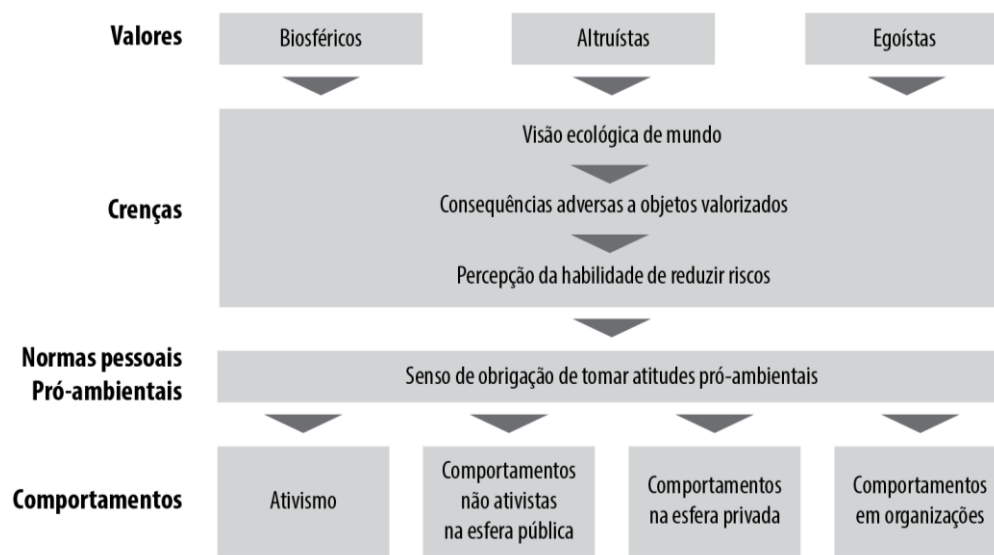 Valores
Biosféricos
Altruístas
Egoístas
Crenças
Visão ecológica de mundo
Consequências adversas a objetos valorizados
Percepção da habilidade de reduzir riscos
Normas pessoais
Pró-ambientais
Senso de obrigação de tomar atitudes pró-ambientais
Comportamentos
Ativismo
Comportamentos
não ativistas
na esfera pública
Comportamentos
na esfera privada
Comportamentos
em organizações